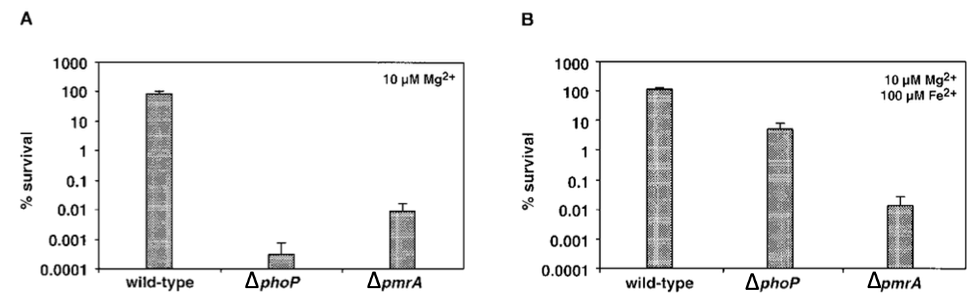 A
10 µM Mg2+
1000
100
10
1
0.1
0.01
0.001
0.0001
% survival
wild-type
ΔphoP
ΔpmrA
B
10 µM Mg2+
100 µM Fe2+
1000
100
10
1
0.1
0.01
0.001
0.0001
% survival
wild-type
ΔphoP
ΔpmrA